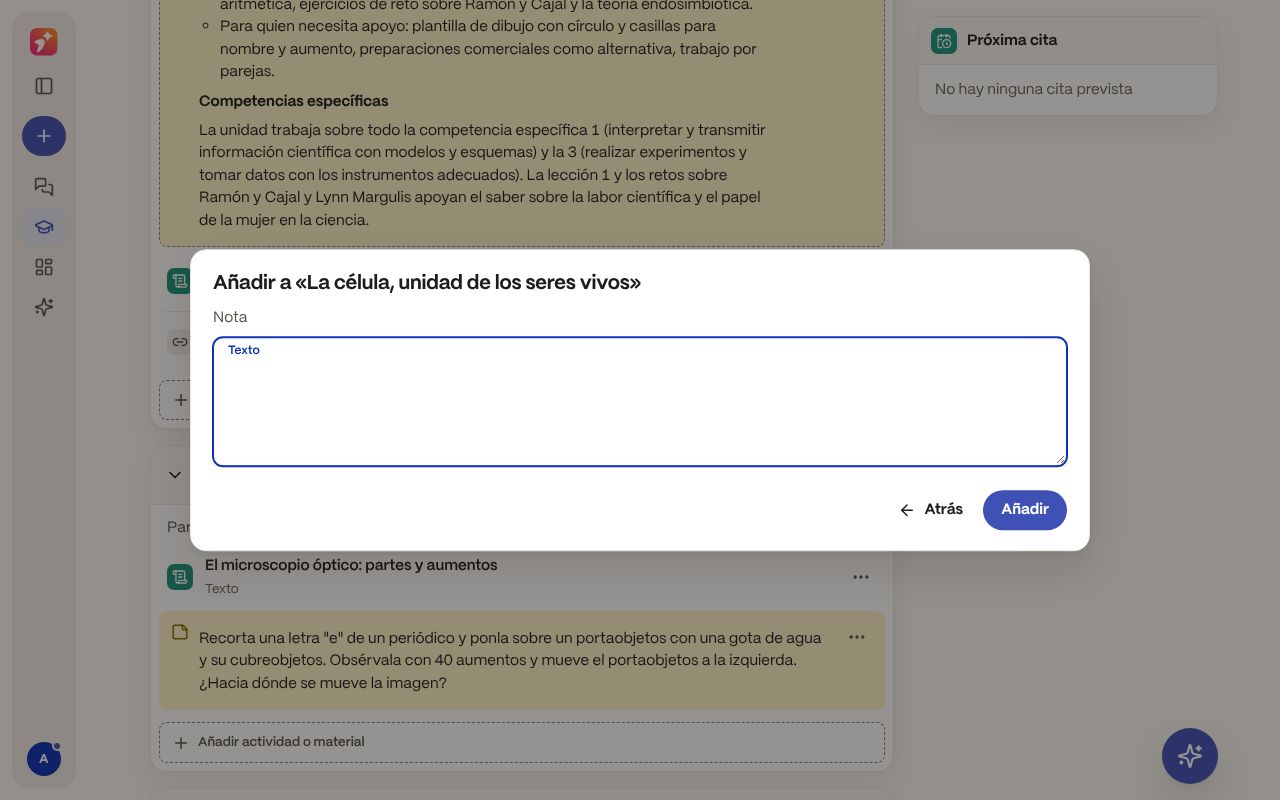 aritmética, ejercicios de reto sobre Ramón y Cajal y la teoría endosimbiótica.
Para quien necesita apoyo: plantilla de dibujo con círculo y casillas para
nombre y aumento, preparaciones comerciales como alternativa, trabajo por
parejas.
Competencias específicas
La unidad trabaja sobre todo la competencia específica 1 (interpretar y transmitir
información científica con modelos y esquemas) y la 3 (realizar experimentos y
tomar datos con los instrumentos adecuados). La lección 1 y los retos sobre
Ramón y Cajal y Lynn Margulis apoyan el saber sobre la labor científica y el papel
de la mujer en la ciencia.
Próxima cita
No hay ninguna cita prevista
Añadir a «La célula, unidad de los seres vivos»
Nota
Texto
Atrás
Añadir
Par
El microscopio óptico: partes y aumentos
Texto
Recorta una letra "e" de un periódico y ponla sobre un portaobjetos con una gota de agua
y su cubreobjetos. Obsérvala con 40 aumentos y mueve el portaobjetos a la izquierda.
¿Hacia dónde se mueve la imagen?
Añadir actividad o material
A